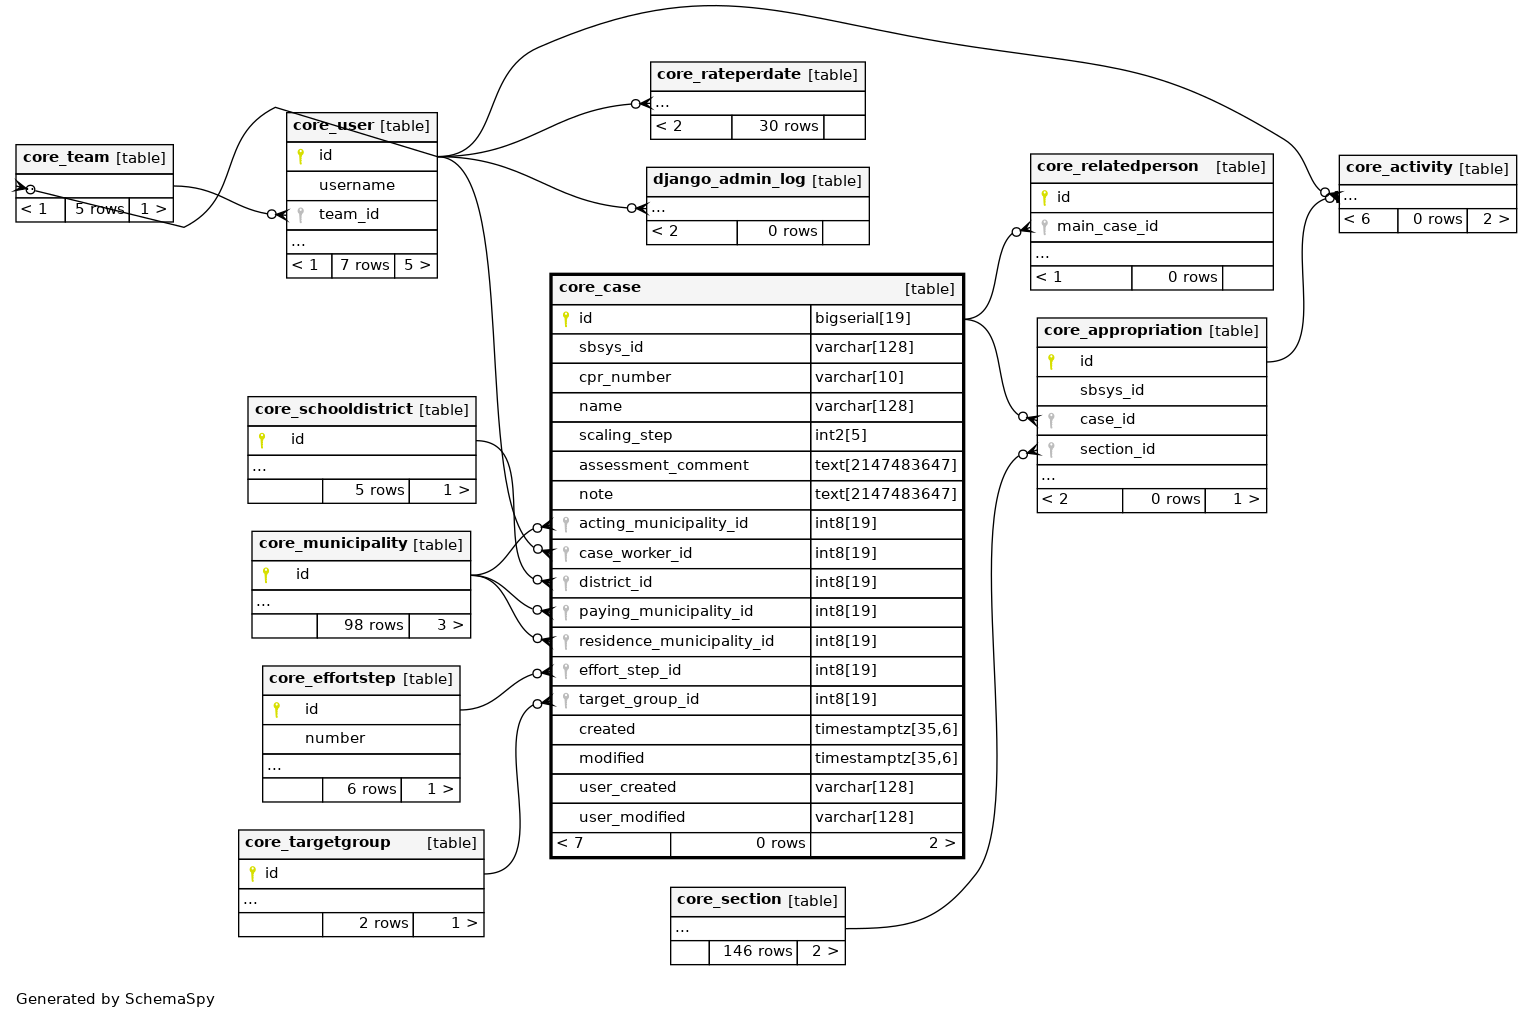 core_rateperdate [table]
...
< 2 30 rows
core_user [table]
id
username
team_id
...
< 1 7 rows 5 >
core_team [table]
...
< 1 5 rows 1 >
django_admin_log [table]
...
< 2 0 rows
core_relatedperson [table]
id
main_case_id
...
< 1 0 rows
core_activity [table]
...
< 6 0 rows 2 >
core_case [table]
id bigserial[19]
sbsys_id varchar[128]
cpr_number varchar[10]
name varchar[128]
scaling_step int2[5]
assessment_comment text[2147483647]
note text[2147483647]
acting_municipality_id int8[19]
case_worker_id int8[19]
district_id int8[19]
paying_municipality_id int8[19]
residence_municipality_id int8[19]
effort_step_id int8[19]
target_group_id int8[19]
created timestamptz[35,6]
modified timestamptz[35,6]
user_created varchar[128]
user_modified varchar[128]
< 7 0 rows 2 >
core_appropriation [table]
id
sbsys_id
case_id
section_id
...
< 2 0 rows 1 >
core_schooldistrict [table]
id
...
5 rows 1 >
core_municipality [table]
id
...
98 rows 3 >
core_effortstep [table]
id
number
...
6 rows 1 >
core_targetgroup [table]
id
...
2 rows 1 >
core_section [table]
...
146 rows 2 >
Generated by SchemaSpy